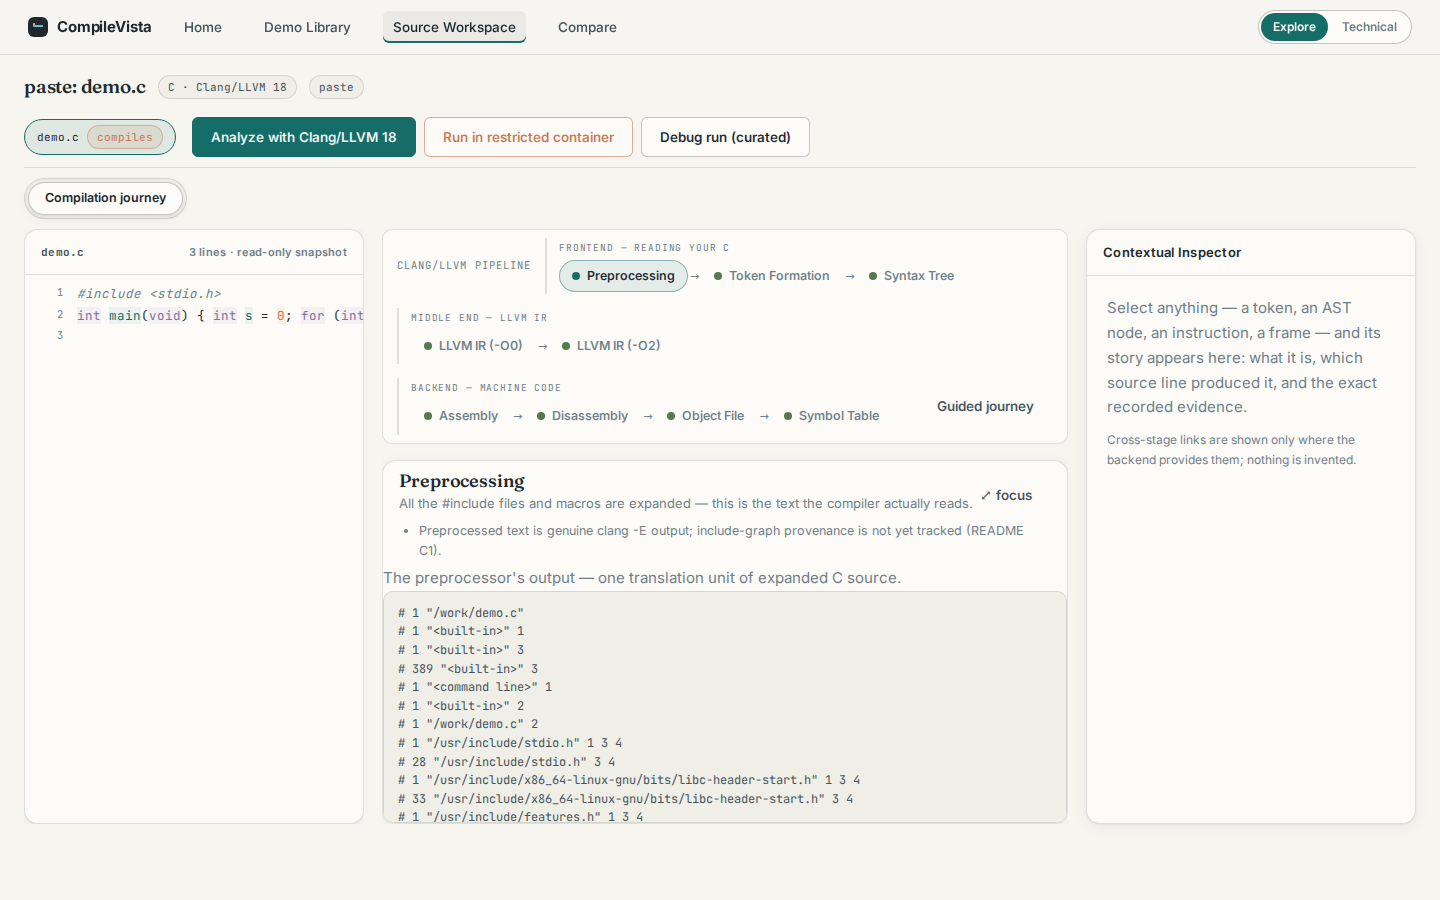 CompileVista Home Demo Library Source Workspace Compare Explore Technical
paste: demo.c C · Clang/LLVM 18 paste
demo.c compiles Analyze with Clang/LLVM 18 Run in restricted container Debug run (curated)
Compilation journey
demo.c 3 lines · read-only snapshot
1 #include <stdio.h>
2 int main(void) { int s = 0; for (int
3
CLANG/LLVM PIPELINE
FRONTEND — READING YOUR C
Preprocessing → Token Formation → Syntax Tree
MIDDLE END — LLVM IR
LLVM IR (-O0) → LLVM IR (-O2)
BACKEND — MACHINE CODE
Assembly → Disassembly → Object File → Symbol Table
Guided journey
Preprocessing
All the #include files and macros are expanded — this is the text the compiler actually reads.
⤢ focus
• Preprocessed text is genuine clang -E output; include-graph provenance is not yet tracked (README
C1).
The preprocessor's output — one translation unit of expanded C source.
# 1 "/work/demo.c"
# 1 "<built-in>" 1
# 1 "<built-in>" 3
# 389 "<built-in>" 3
# 1 "<command line>" 1
# 1 "<built-in>" 2
# 1 "/work/demo.c" 2
# 1 "/usr/include/stdio.h" 1 3 4
# 28 "/usr/include/stdio.h" 3 4
# 1 "/usr/include/x86_64-linux-gnu/bits/libc-header-start.h" 1 3 4
# 33 "/usr/include/x86_64-linux-gnu/bits/libc-header-start.h" 3 4
# 1 "/usr/include/features.h" 1 3 4
Contextual Inspector
Select anything — a token, an AST
node, an instruction, a frame — and its
story appears here: what it is, which
source line produced it, and the exact
recorded evidence.
Cross-stage links are shown only where the
backend provides them; nothing is invented.